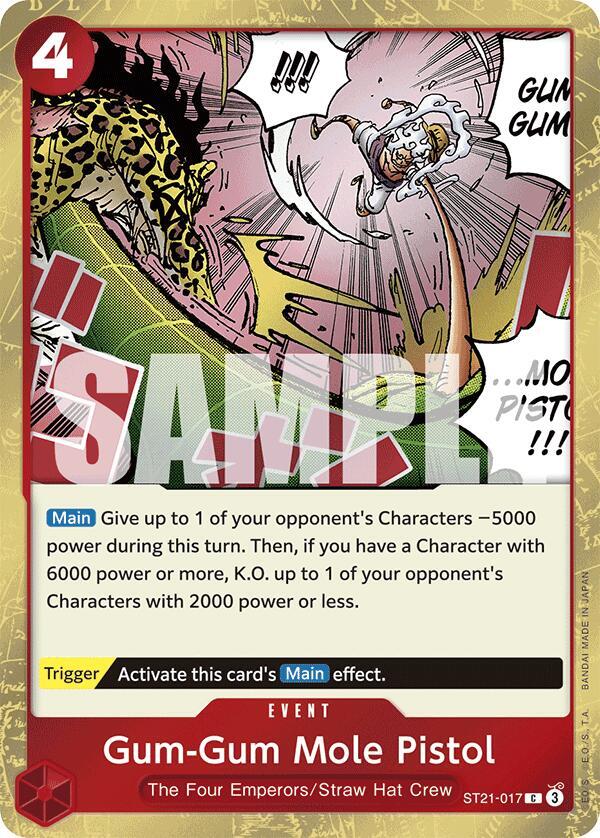 4
!!!
GUM
GUM
...MO
PISTO
!!!
SAMPL
Main Give up to 1 of your opponent's Characters −5000
power during this turn. Then, if you have a Character with
6000 power or more, K.O. up to 1 of your opponent's
Characters with 2000 power or less.
Trigger Activate this card's Main effect.
EVENT
Gum-Gum Mole Pistol
The Four Emperors/Straw Hat Crew
ST21-017 C 3
BANDAI MADE IN JAPAN